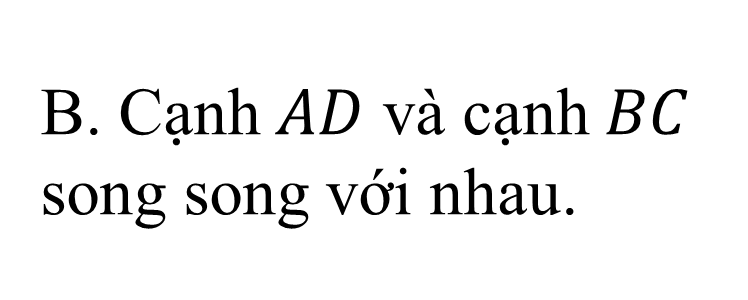 B. Cạnh AD và cạnh BC
song song với nhau.